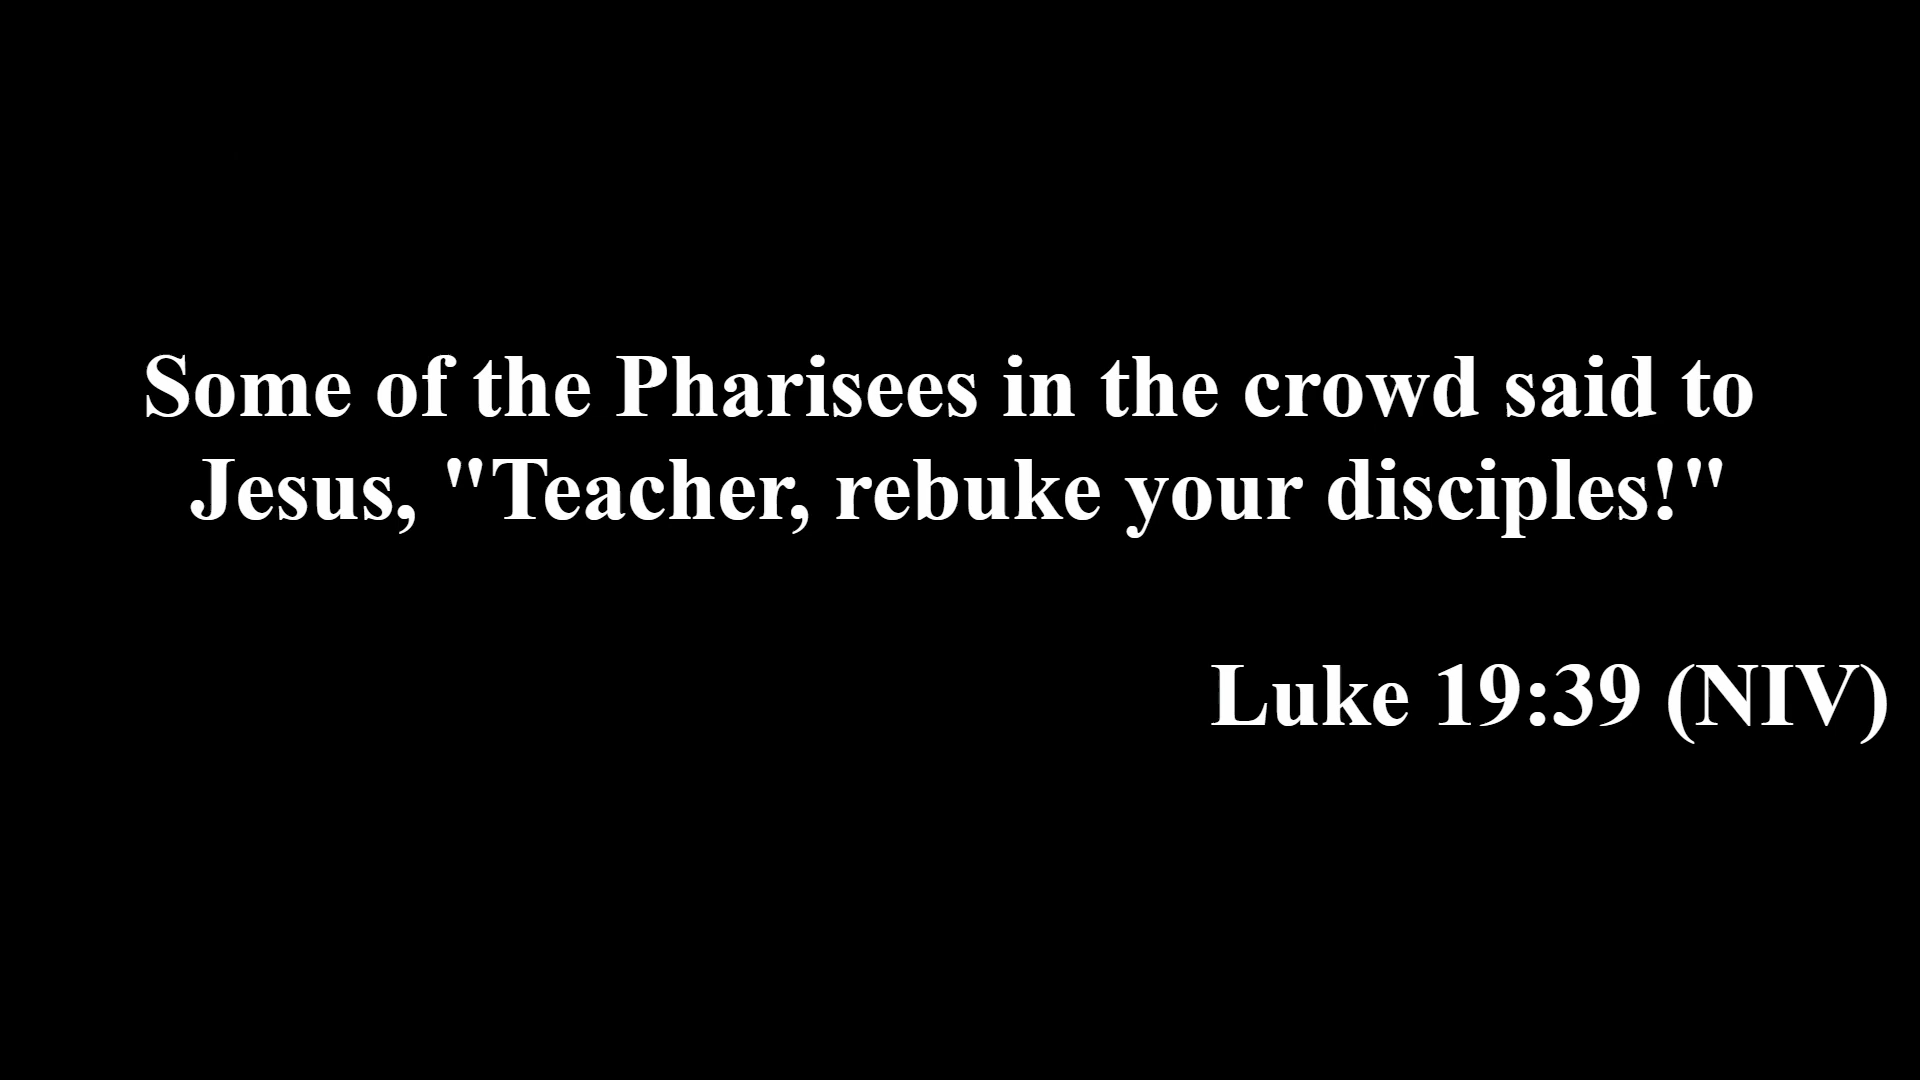 Some of the Pharisees in the crowd said to
Jesus, "Teacher, rebuke your disciples!"
Luke 19:39 (NIV)